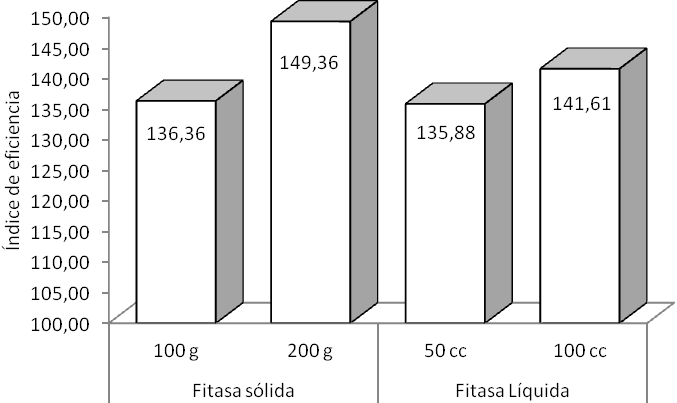 Índice de eficiencia
150,00
145,00
140,00
135,00
130,00
125,00
120,00
115,00
110,00
105,00
100,00
136,36
149,36
135,88
141,61
100 g
200 g
50 cc
100 cc
Fitasa sólida
Fitasa Líquida